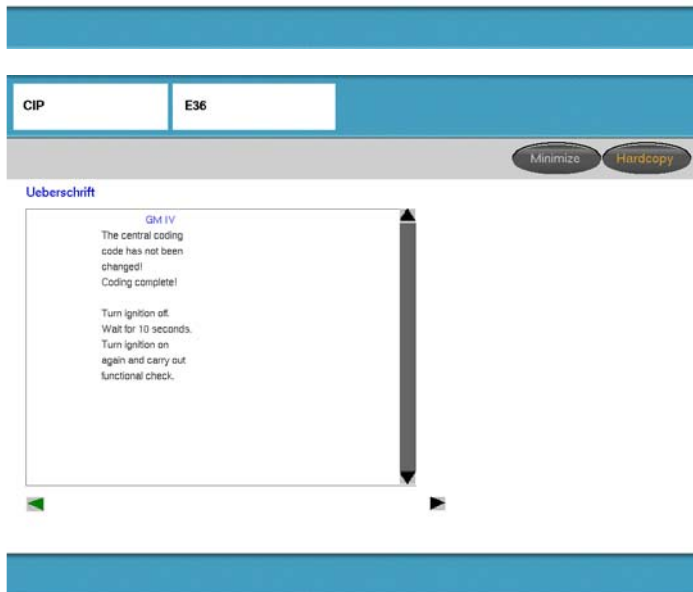 CIP
E36
Minimize
Hardcopy
Ueberschrift
GM IV
The central coding
code has not been
changed!
Coding complete!
Turn ignition off.
Wait for 10 seconds.
Turn ignition on
again and carry out
functional check.